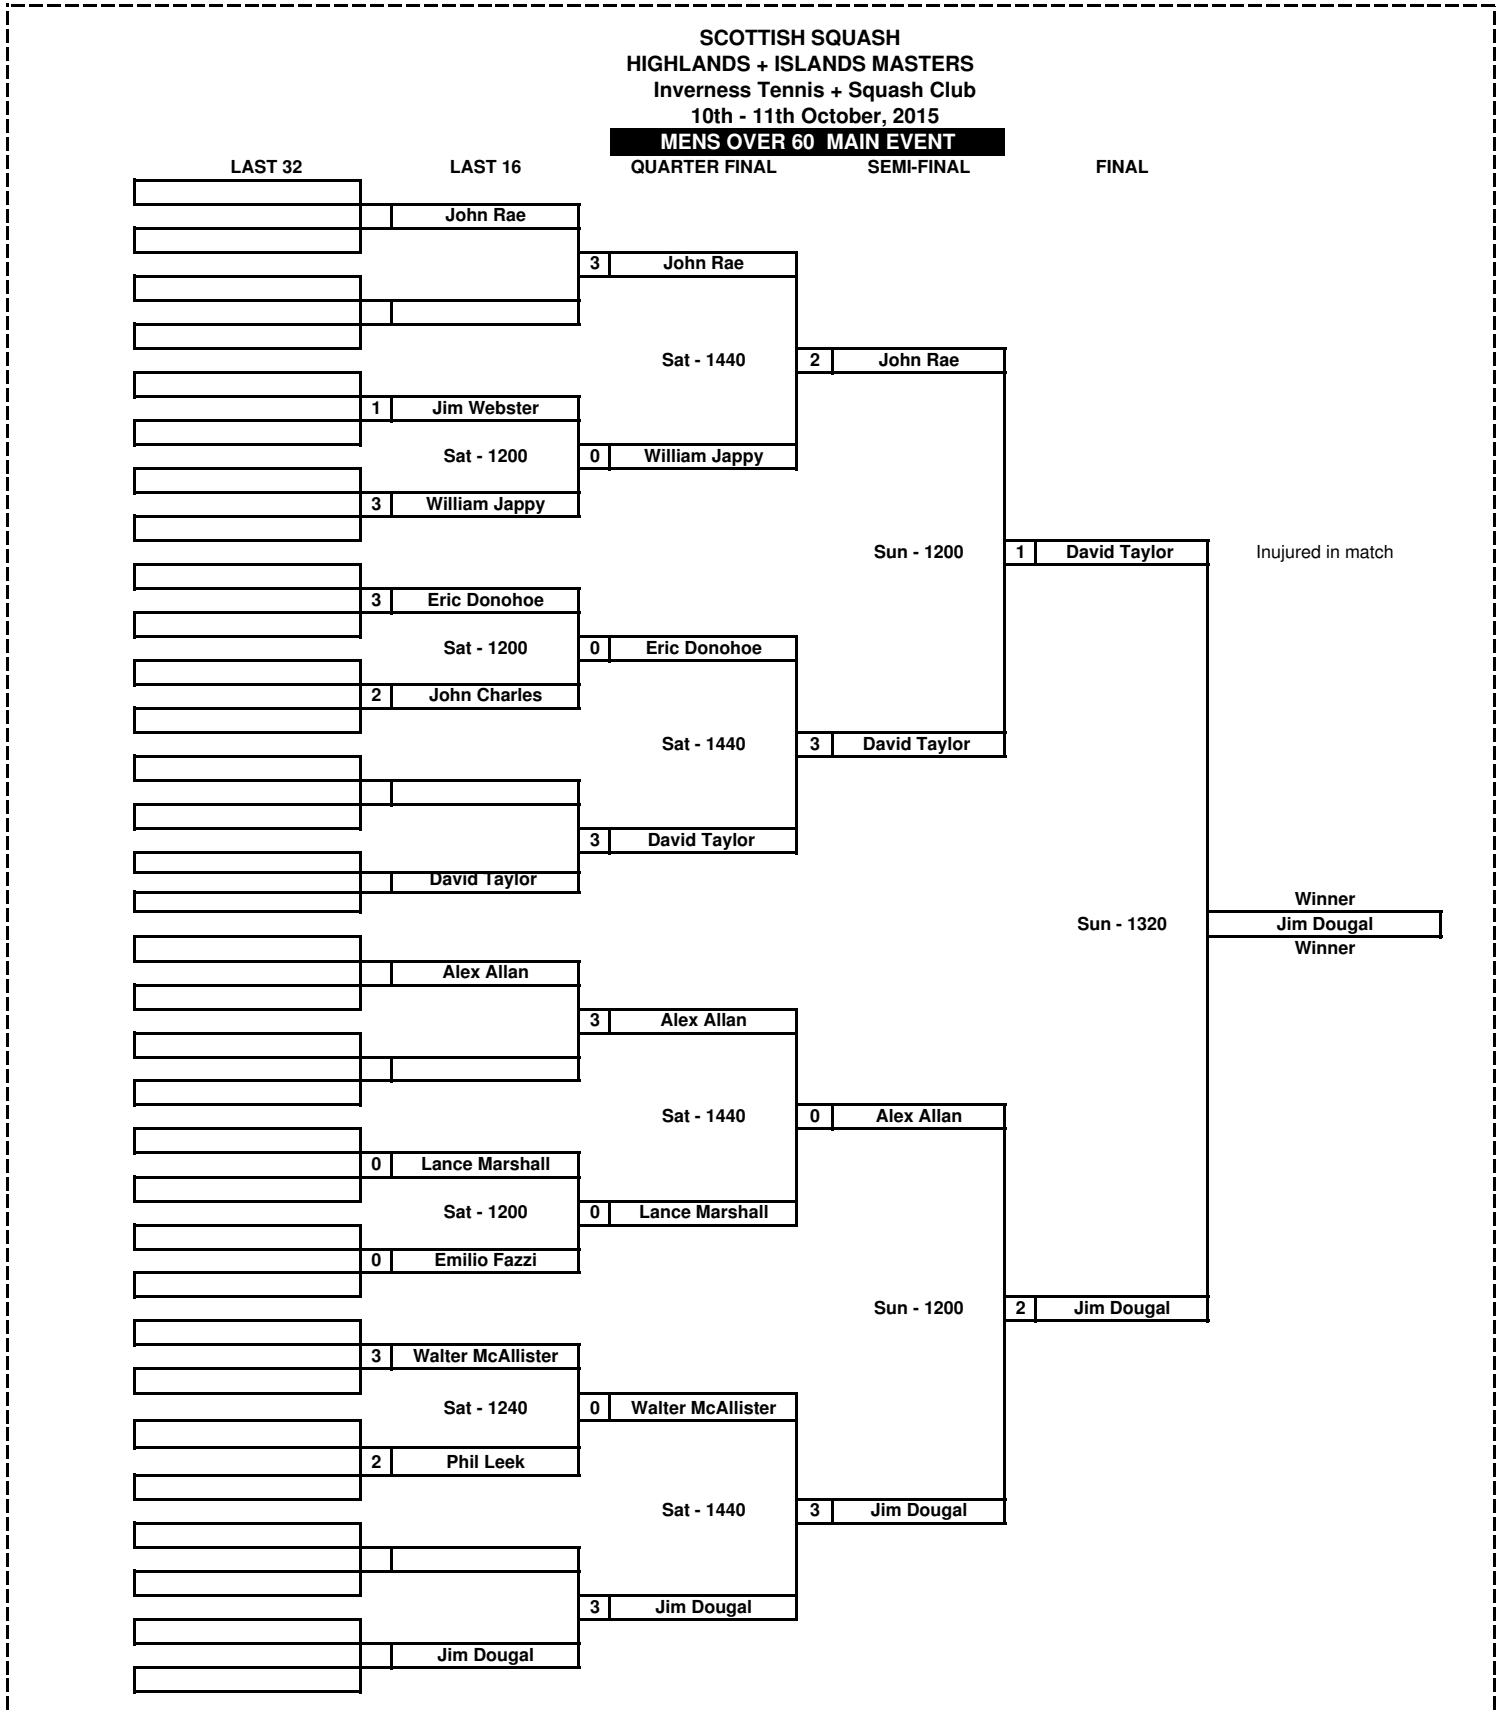 SCOTTISH SQUASH
HIGHLANDS + ISLANDS MASTERS
Inverness Tennis + Squash Club
10th - 11th October, 2015
MENS OVER 60 MAIN EVENT
LAST 32 LAST 16 QUARTER FINAL SEMI-FINAL FINAL
John Rae
3 John Rae
Sat - 1440 2 John Rae
1 Jim Webster
Sat - 1200 0 William Jappy
3 William Jappy
Sun - 1200 1 David Taylor Inujured in match
3 Eric Donohoe
Sat - 1200 0 Eric Donohoe
2 John Charles
Sat - 1440 3 David Taylor
3 David Taylor
David Taylor
Winner
Sun - 1320 Jim Dougal
Winner
Alex Allan
3 Alex Allan
Sat - 1440 0 Alex Allan
0 Lance Marshall
Sat - 1200 0 Lance Marshall
0 Emilio Fazzi
Sun - 1200 2 Jim Dougal
3 Walter McAllister
Sat - 1240 0 Walter McAllister
2 Phil Leek
Sat - 1440 3 Jim Dougal
3 Jim Dougal
Jim Dougal